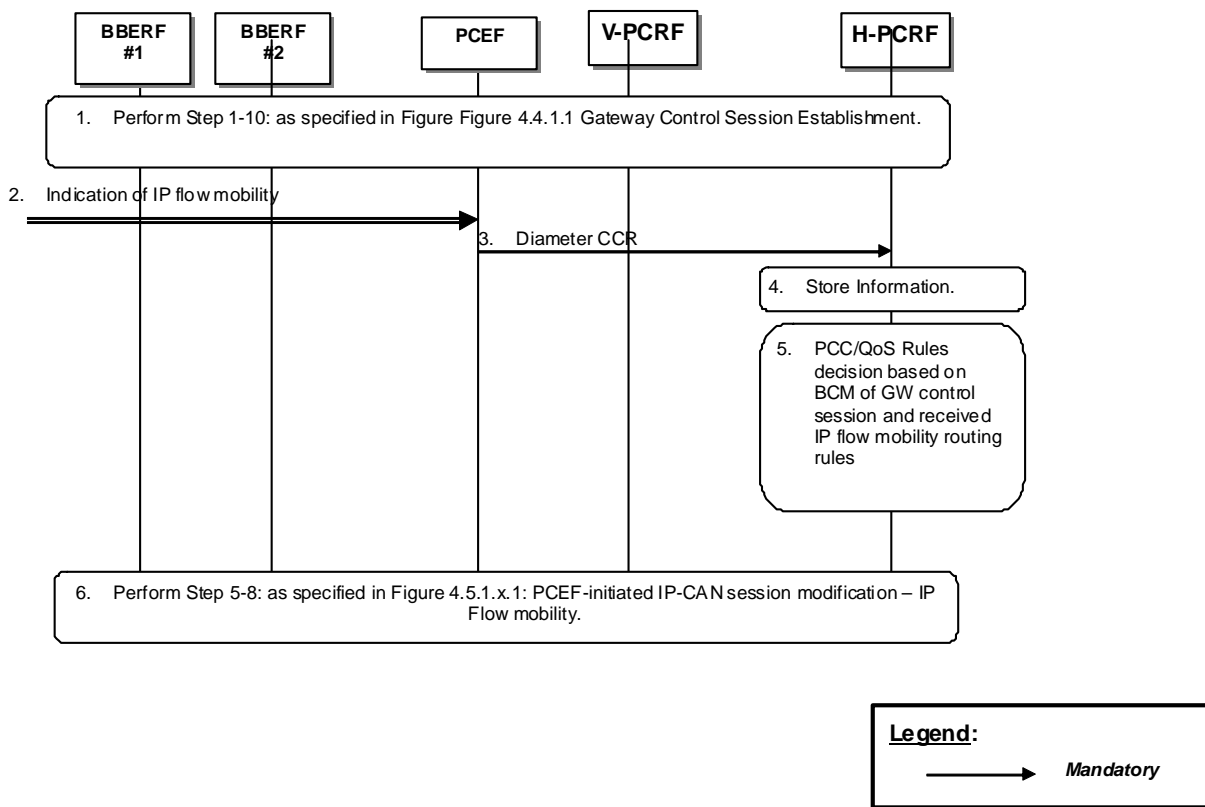 BBERF
#1
BBERF
#2
PCEF
V-PCRF
H-PCRF
1. Perform Step 1-10: as specified in Figure Figure 4.4.1.1 Gateway Control Session Establishment.
2. Indication of IP flow mobility
3. Diameter CCR
4. Store Information.
5. PCC/QoS Rules
decision based on
BCM of GW control
session and received
IP flow mobility routing
rules
6. Perform Step 5-8: as specified in Figure 4.5.1.x.1: PCEF-initiated IP-CAN session modification – IP
Flow mobility.
Legend:
Mandatory